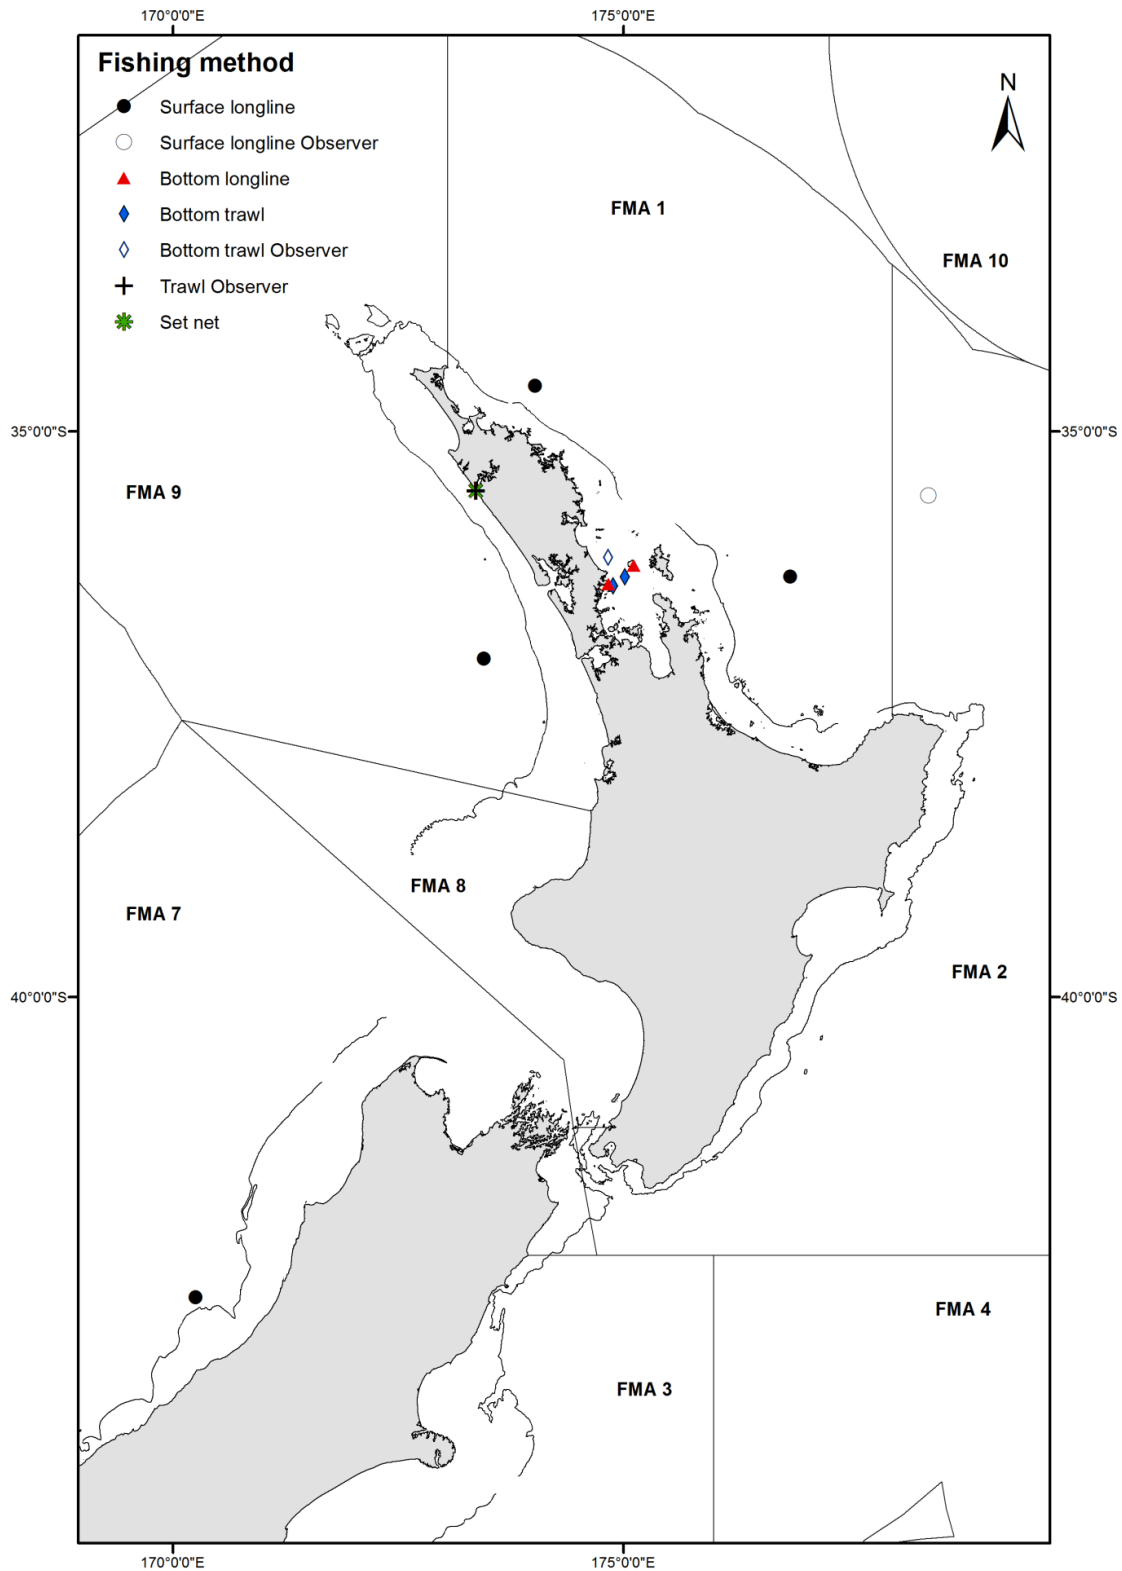 170°0'0"E 175°0'0"E
Fishing method
Surface longline
Surface longline Observer
Bottom longline
Bottom trawl
Bottom trawl Observer
Trawl Observer
Set net
N
FMA 1
FMA 10
35°0'0"S 35°0'0"S
FMA 9
FMA 8
FMA 7
FMA 2
40°0'0"S 40°0'0"S
FMA 4
FMA 3
170°0'0"E 175°0'0"E